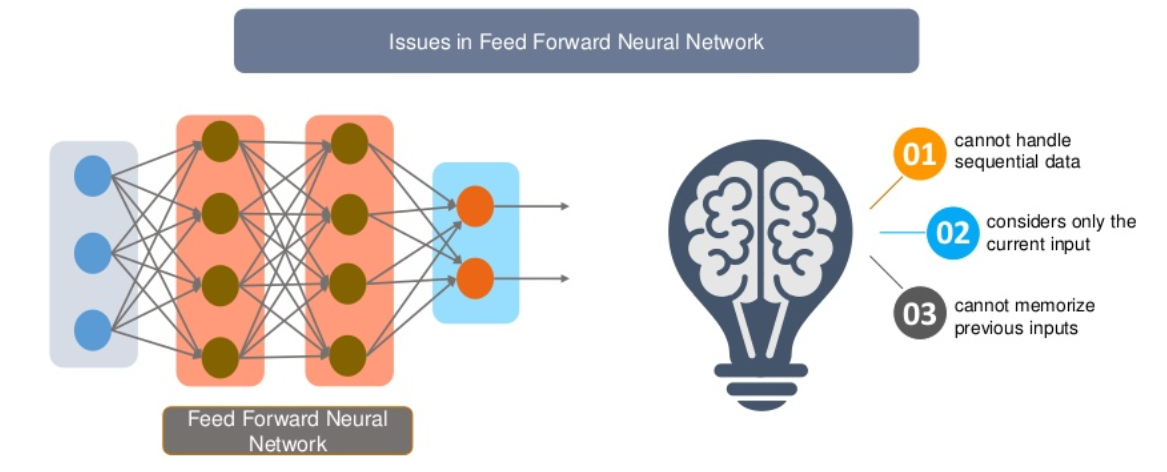 Issues in Feed Forward Neural Network
01
cannot handle
sequential data
02
considers only the
current input
03
cannot memorize
previous inputs
Feed Forward Neural
Network